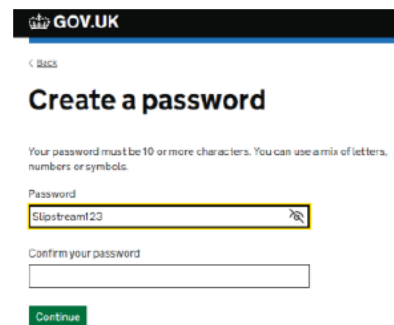 GOV.UK
< Back
Create a password
Your password must be 10 or more characters. You can use a mix of letters,
numbers or symbols.
Password
Slipstream123
Confirm your password
Continue